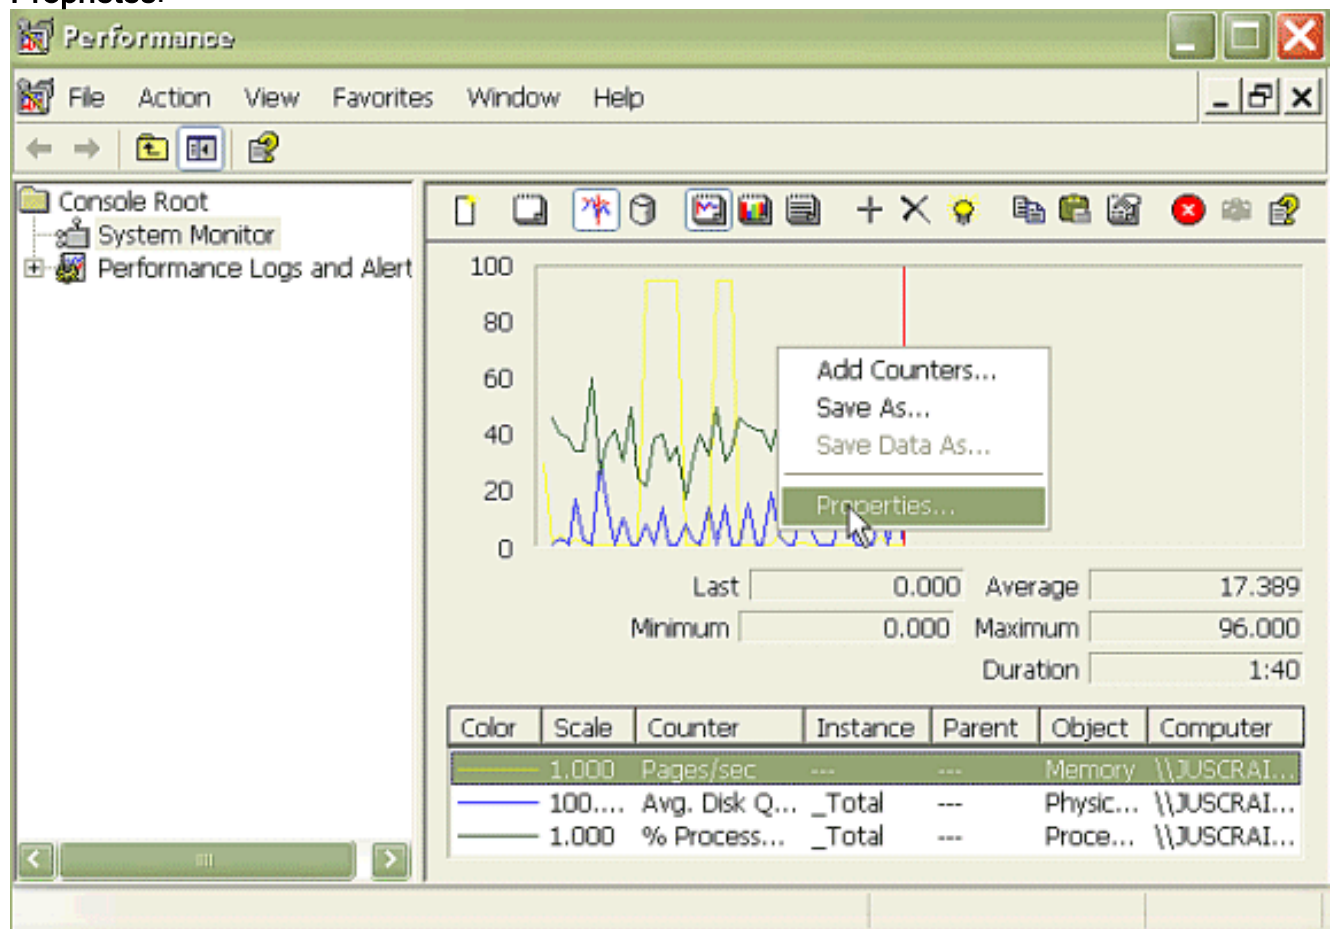 Performance
File Action View Favorites Window Help
Console Root
System Monitor
Performance Logs and Alert
100
80
60
40
20
0
Add Counters...
Save As...
Save Data As...
Properties...
Last 0.000 Average 17.389
Minimum 0.000 Maximum 96.000
Duration 1:40
Color Scale Counter Instance Parent Object Computer
1.000 Pages/sec --- --- Memory \\JUSCRAI...
100.... Avg. Disk Q... _Total --- Physic... \\JUSCRAI...
1.000 % Process... _Total --- Proce... \\JUSCRAI...